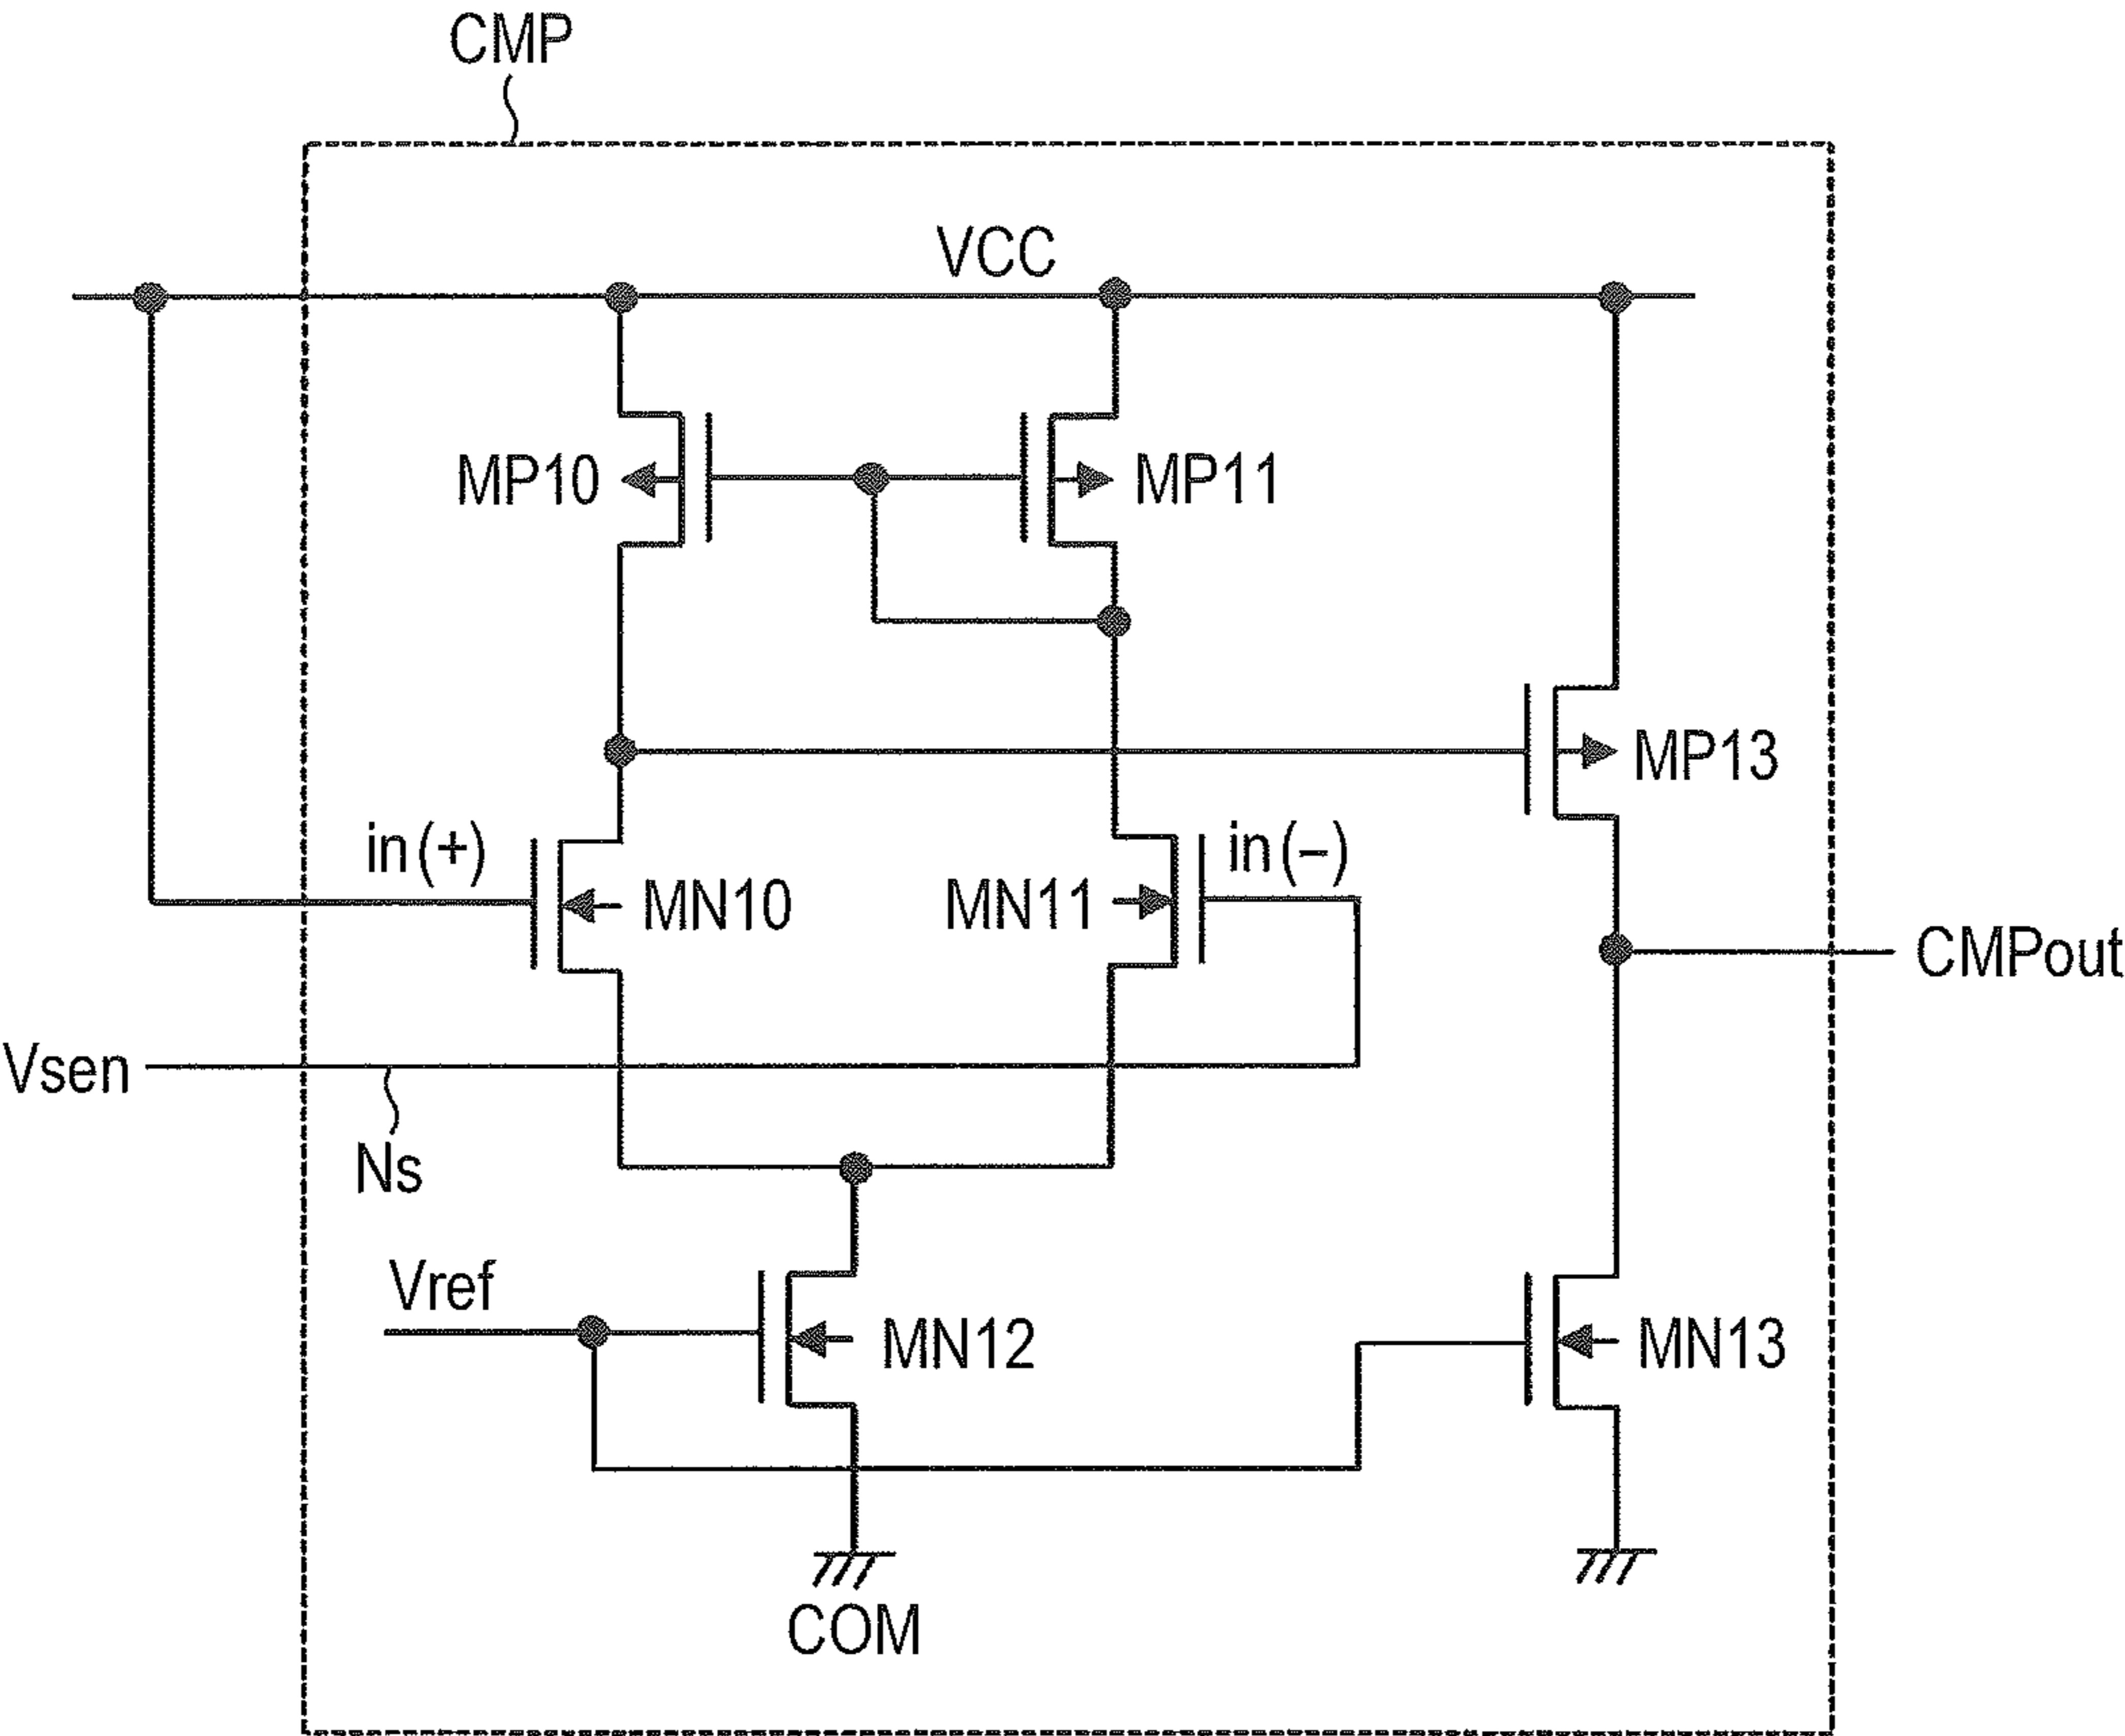 CMP
VCC
MP10
MP11
MP13
in(+)
in(−)
MN10
MN11
CMPout
Vsen
Ns
Vref
MN12
MN13
COM